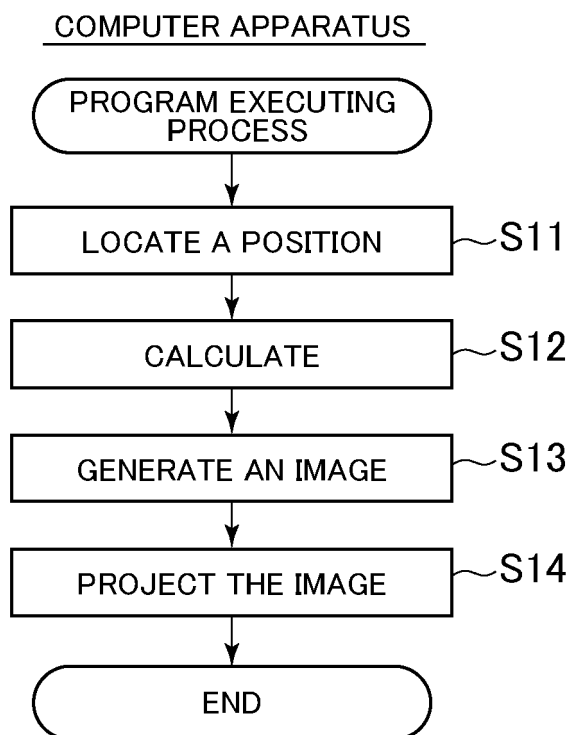 COMPUTER APPARATUS
PROGRAM EXECUTING
PROCESS
LOCATE A POSITION
S11
CALCULATE
S12
GENERATE AN IMAGE
S13
PROJECT THE IMAGE
S14
END